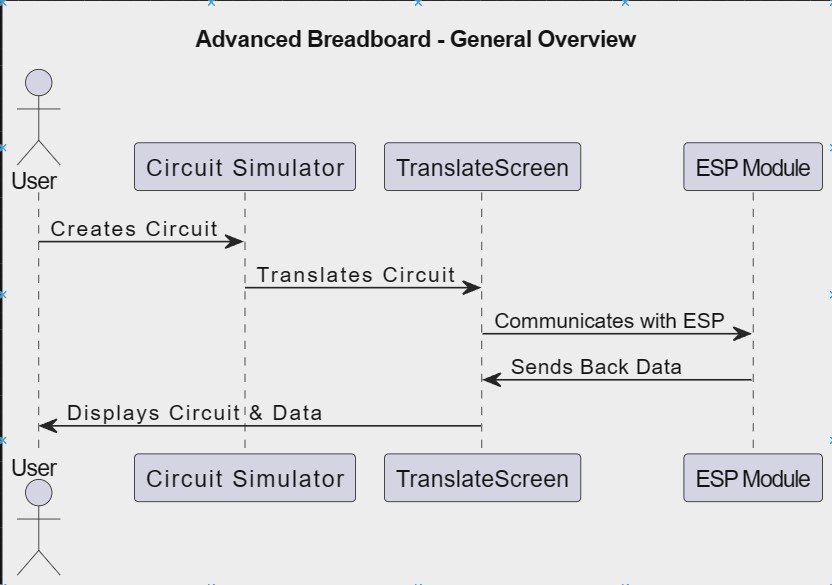 Advanced Breadboard - General Overview
User
Circuit Simulator
TranslateScreen
ESP Module
Creates Circuit
Translates Circuit
Communicates with ESP
Sends Back Data
Displays Circuit & Data
User
Circuit Simulator
TranslateScreen
ESP Module